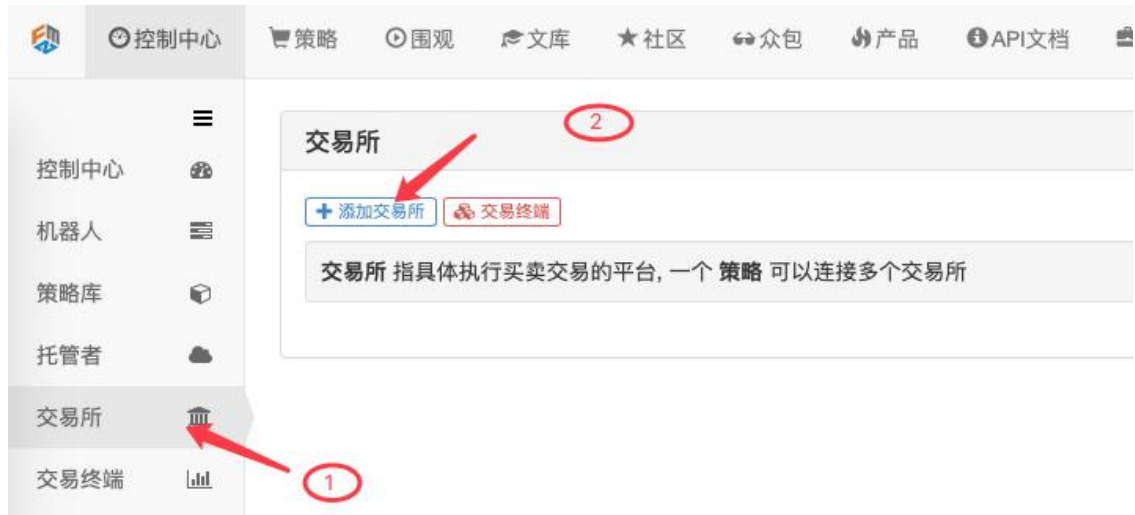 控制中心 策略 围观 文库 社区 众包 产品 API文档
控制中心
机器人
策略库
托管者
交易所
交易终端
交易所
2
添加交易所 交易终端
交易所 指具体执行买卖交易的平台, 一个 策略 可以连接多个交易所
1